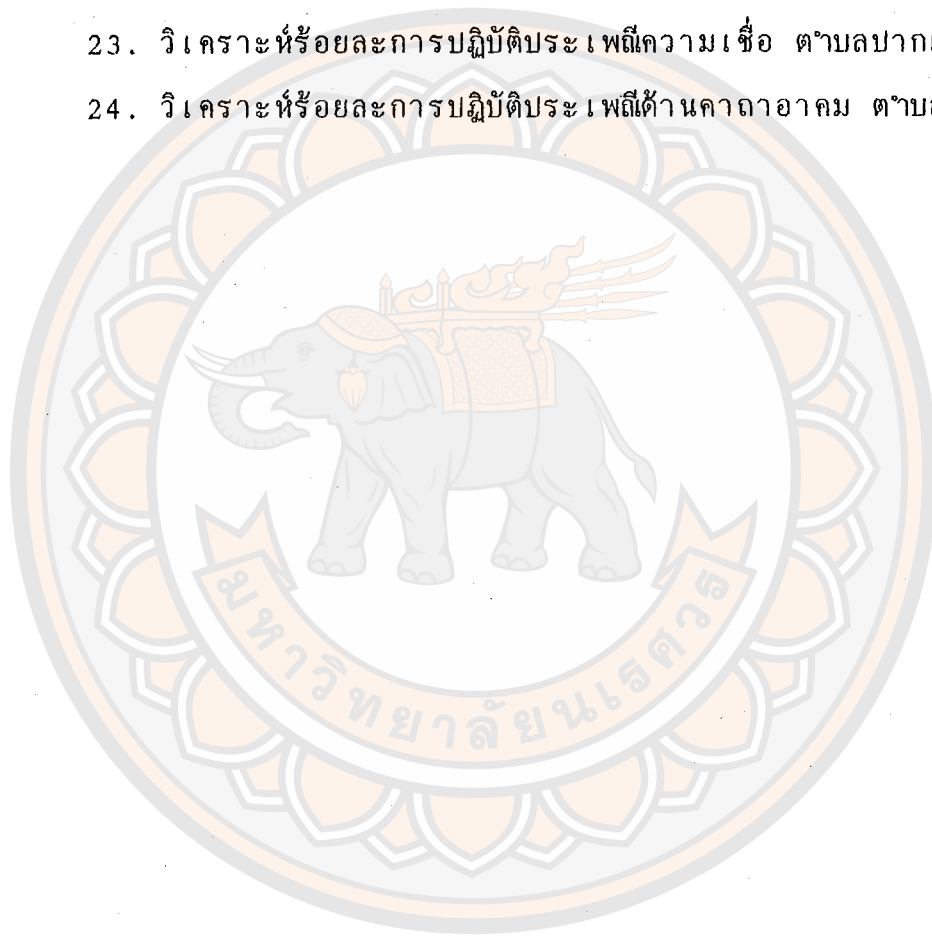 23. วิเคราะห์ร้อยละการปฏิบัติประเพณีความเชื่อ ตำบลปาก
24. วิเคราะห์ร้อยละการปฏิบัติประเพณีด้านคาถาอาคม
มหาวิทยาลัยนเรศวร